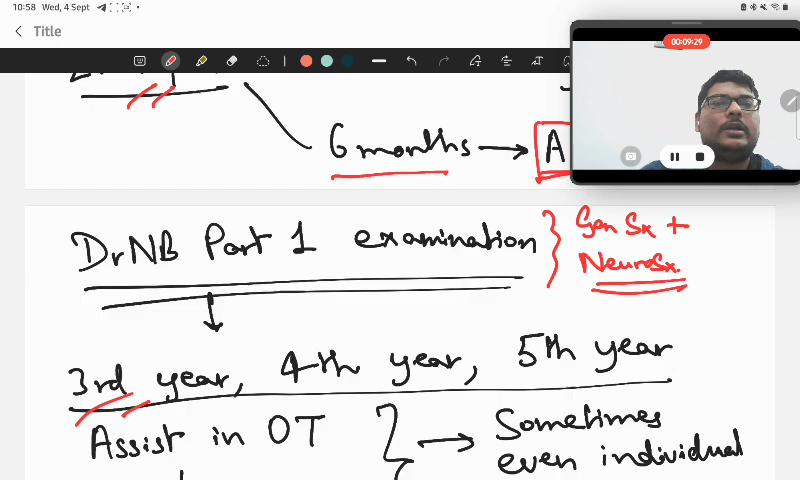 10:58 Wed, 4 Sept
Title
00:09:29
6 months → A
DrNB Part 1 examination } Gen Sx +
NeuroSx.
3rd year, 4th year, 5th year
Assist in OT } → Sometimes
even individual